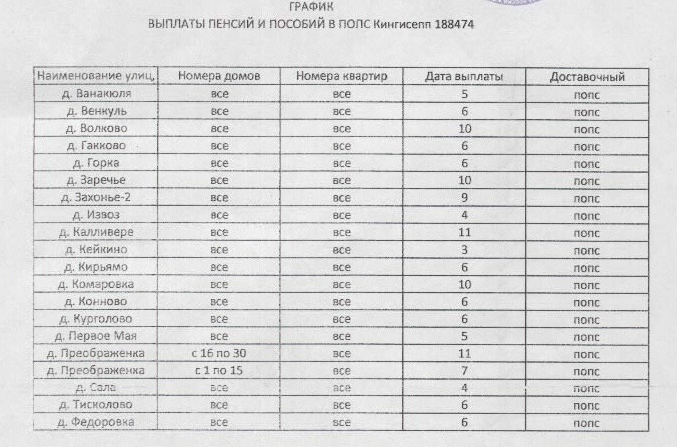 ГРАФИК
ВЫПЛАТЫ ПЕНСИЙ И ПОСОБИЙ В ПОПС Кингисепп 188474
Наименование улиц, Номера домов Номера квартир Дата выплаты Доставочный
д. Ванакюля все все 5 попс
д. Венкуль все все 6 попс
д. Волково все все 10 попс
д. Гакково все все 6 попс
д. Горка все все 6 попс
д. Заречье все все 10 попс
д. Захонье-2 все все 9 попс
д. Извоз все все 4 попс
д. Калливере все все 11 попс
д. Кейкино все все 3 попс
д. Кирьямо все все 6 попс
д. Комаровка все все 10 попс
д. Конново все все 6 попс
д. Курголово все все 6 попс
д. Первое Мая все все 5 попс
д. Преображенка с 16 по 30 все 11 попс
д. Преображенка с 1 по 15 все 7 попс
д. Сала все все 4 попс
д. Тисколово все все 6 попс
д. Федоровка все все 6 попс